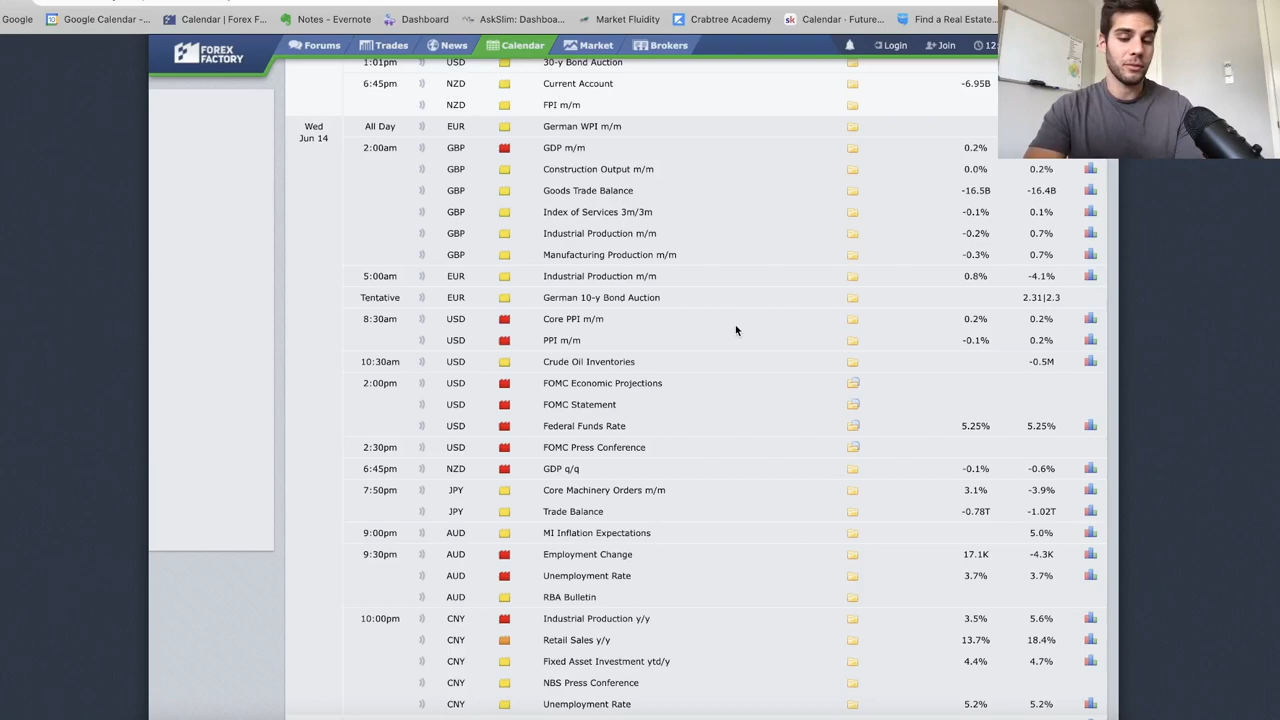 Google Google Calendar -... Calendar | Forex F... Notes - Evernote Dashboard AskSlim: Dashboa... Market Fluidity Crabtree Academy Calendar · Future... Find a Real Estate...
FOREX FACTORY Forums Trades News Calendar Market Brokers Login Join 12:
1:01pm USD 30-y Bond Auction
6:45pm NZD Current Account -6.95B
NZD FPI m/m
Wed Jun 14 All Day EUR German WPI m/m
2:00am GBP GDP m/m 0.2%
GBP Construction Output m/m 0.0% 0.2%
GBP Goods Trade Balance -16.5B -16.4B
GBP Index of Services 3m/3m -0.1% 0.1%
GBP Industrial Production m/m -0.2% 0.7%
GBP Manufacturing Production m/m -0.3% 0.7%
5:00am EUR Industrial Production m/m 0.8% -4.1%
Tentative EUR German 10-y Bond Auction 2.31|2.3
8:30am USD Core PPI m/m 0.2% 0.2%
USD PPI m/m -0.1% 0.2%
10:30am USD Crude Oil Inventories -0.5M
2:00pm USD FOMC Economic Projections
USD FOMC Statement
USD Federal Funds Rate 5.25% 5.25%
2:30pm USD FOMC Press Conference
6:45pm NZD GDP q/q -0.1% -0.6%
7:50pm JPY Core Machinery Orders m/m 3.1% -3.9%
JPY Trade Balance -0.78T -1.02T
9:00pm AUD MI Inflation Expectations 5.0%
9:30pm AUD Employment Change 17.1K -4.3K
AUD Unemployment Rate 3.7% 3.7%
AUD RBA Bulletin
10:00pm CNY Industrial Production y/y 3.5% 5.6%
CNY Retail Sales y/y 13.7% 18.4%
CNY Fixed Asset Investment ytd/y 4.4% 4.7%
CNY NBS Press Conference
CNY Unemployment Rate 5.2% 5.2%